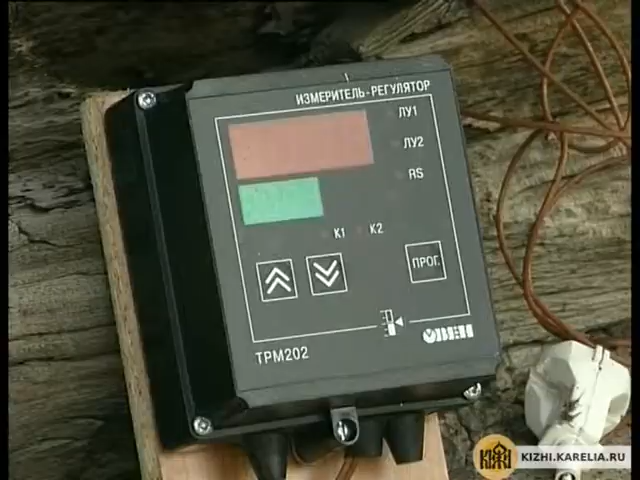 ИЗМЕРИТЕЛЬ-РЕГУЛЯТОР
ЛУ1
ЛУ2
RS
К1 К2
ПРОГ.
ОВЕН
ТРМ202
KIZHI.KARELIA.RU